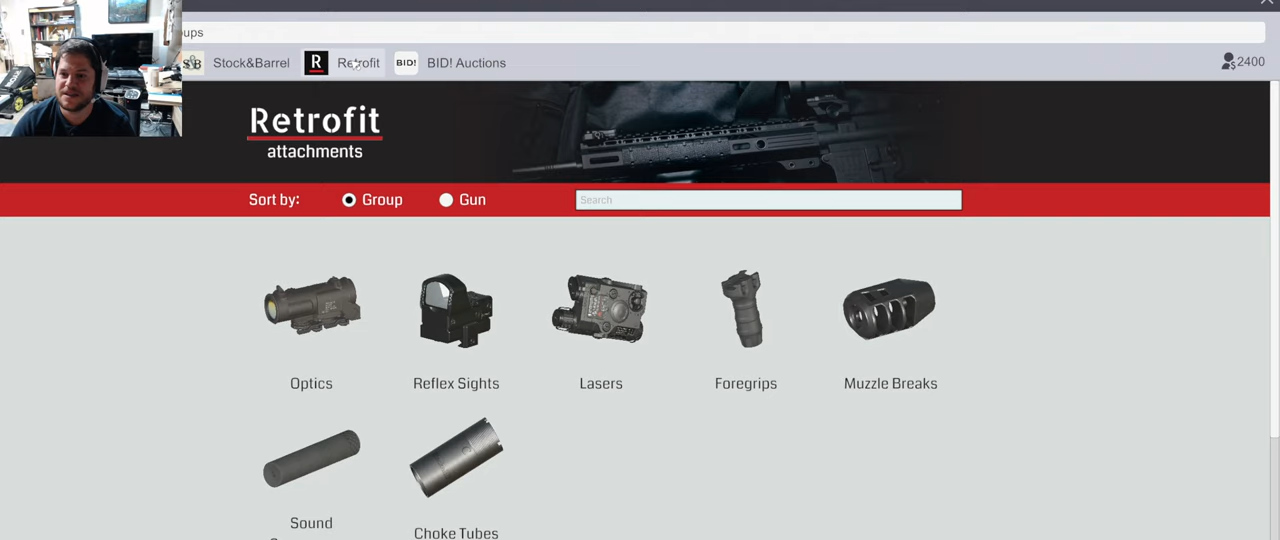 oups
S&B Stock&Barrel R Retrofit BID! BID! Auctions 2400
Retrofit
attachments
Sort by: Group Gun Search
Optics Reflex Sights Lasers Foregrips Muzzle Breaks
Sound
Choke Tubes